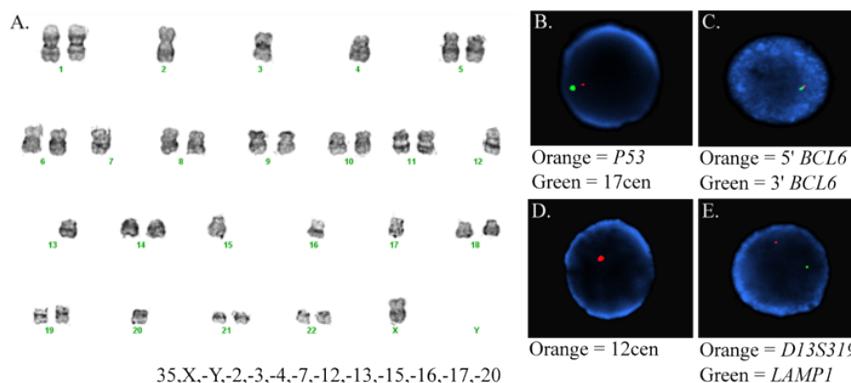 A.
1 2 3 4 5
6 7 8 9 10 11 12
13 14 15 16 17 18
19 20 21 22 X Y
35,X,-Y,-2,-3,-4,-7,-12,-13,-15,-16,-17,-20
B.
Orange = P53
Green = 17cen
C.
Orange = 5' BCL6
Green = 3' BCL6
D.
Orange = 12cen
E.
Orange = D13S319
Green = LAMP1